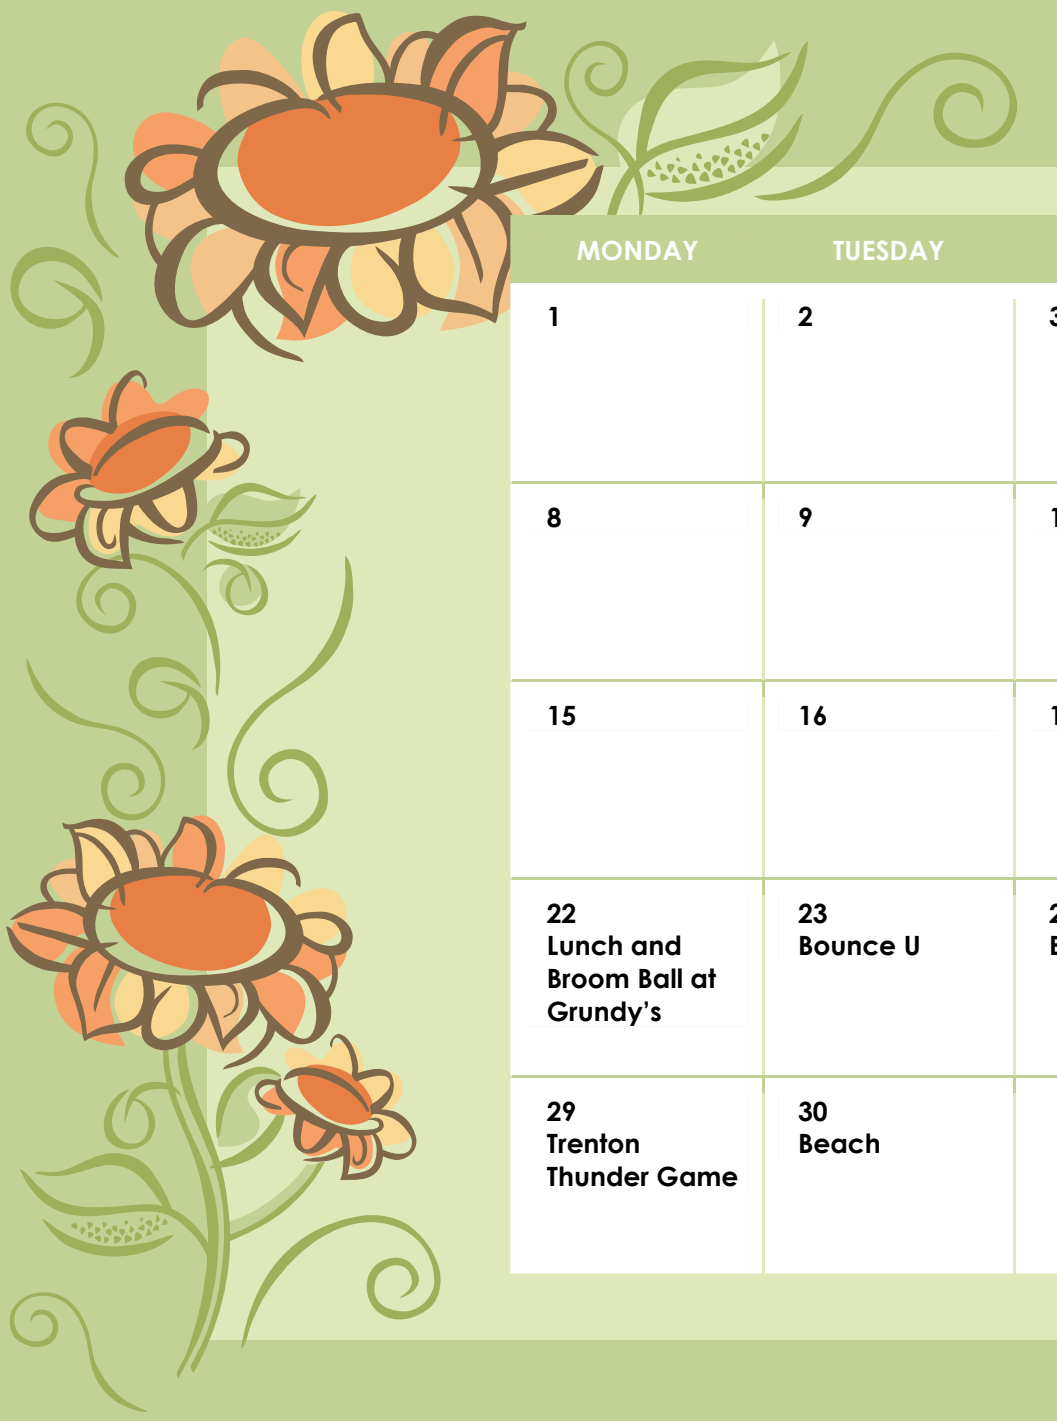 MONDAY TUESDAY
1 2
8 9
15 16
22 23
Lunch and Bounce U
Broom Ball at
Grundy’s
29 30
Trenton Beach
Thunder Game